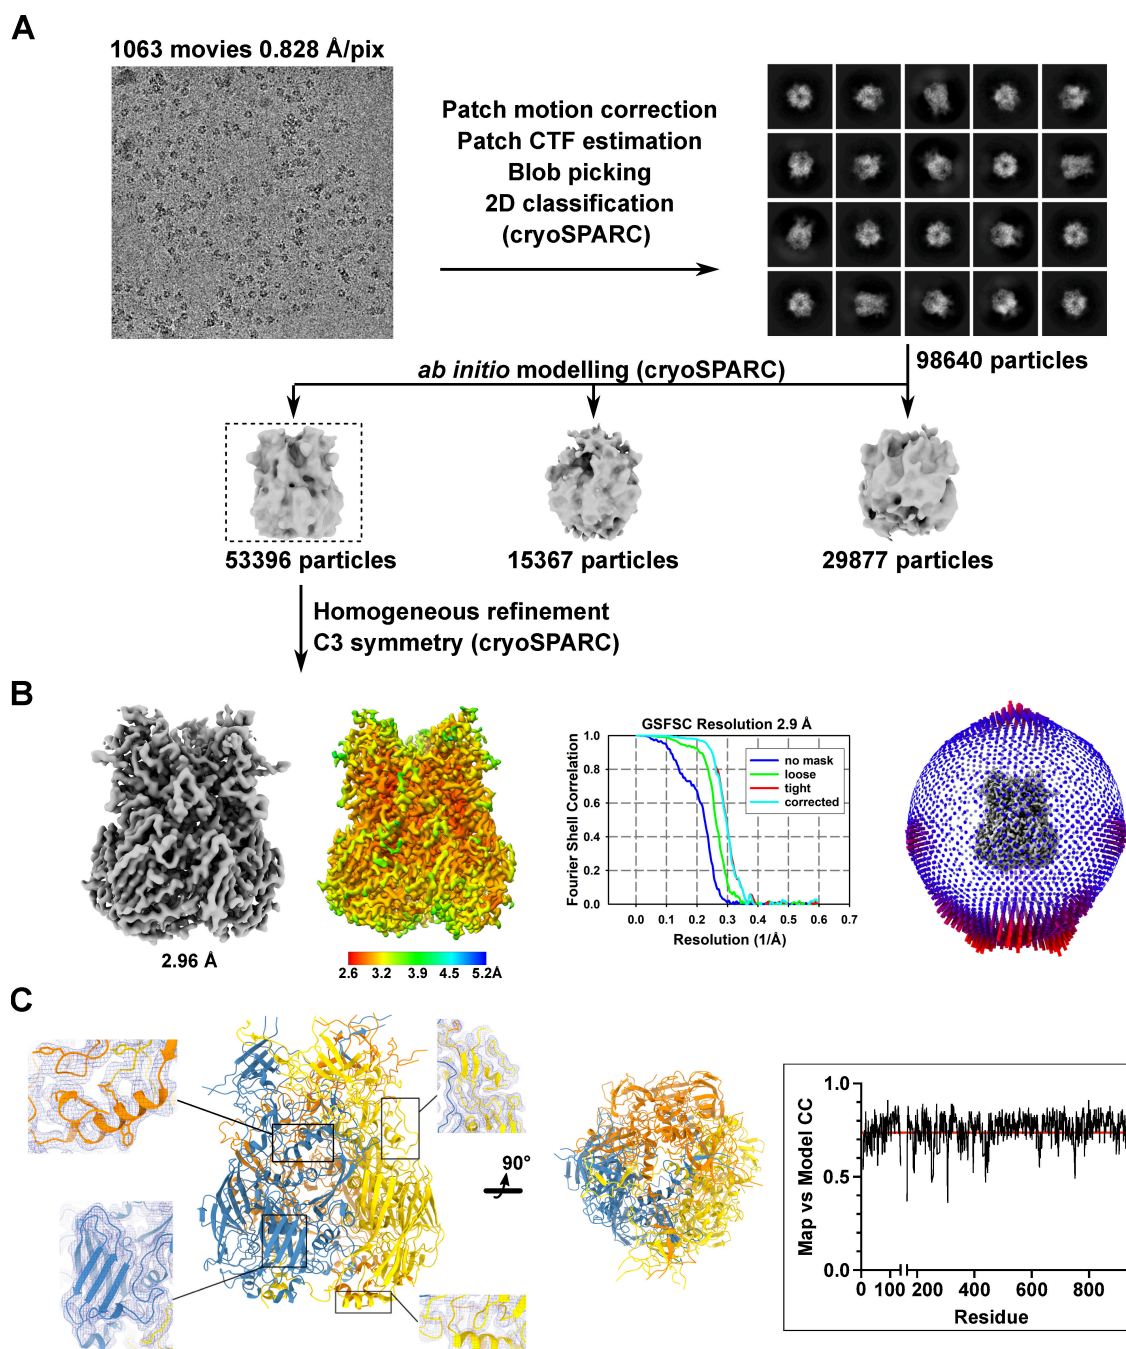 A
1063 movies 0.828 Å/pix
Patch motion correction
Patch CTF estimation
Blob picking
2D classification
(cryoSPARC)
98640 particles
ab initio modelling (cryoSPARC)
53396 particles
15367 particles
29877 particles
Homogeneous refinement
C3 symmetry (cryoSPARC)
B
2.96 Å
2.6 3.2 3.9 4.5 5.2Å
GSFSC Resolution 2.9 Å
Fourier Shell Correlation
1.0
0.8
0.6
0.4
0.2
0.0
no mask
loose
tight
corrected
0.0 0.1 0.2 0.3 0.4 0.5 0.6 0.7
Resolution (1/Å)
C
90°
Map vs Model CC
1.0
0.5
0.0
0 100 200 400 600 800
Residue